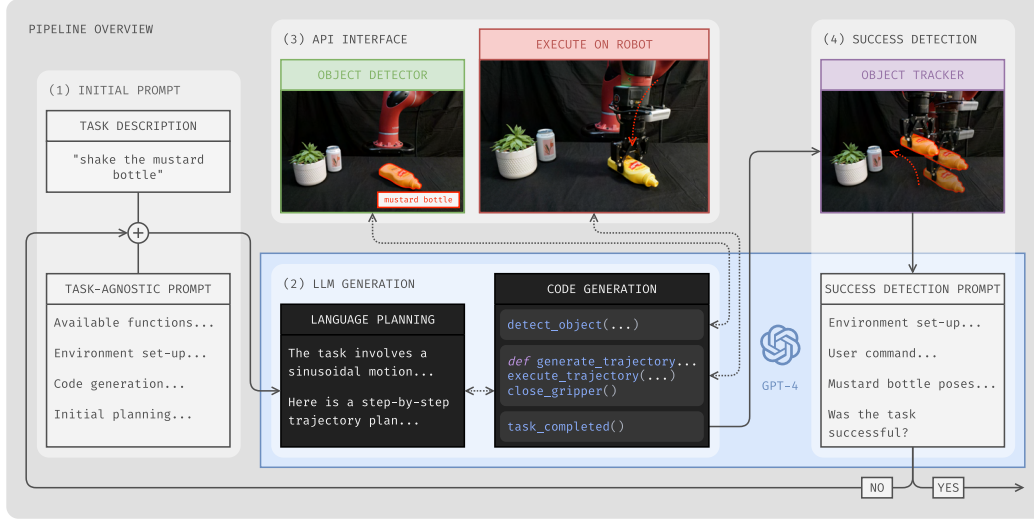 PIPELINE OVERVIEW
(1) INITIAL PROMPT
TASK DESCRIPTION
"shake the mustard
bottle"
+
TASK-AGNOSTIC PROMPT
Available functions...
Environment set-up...
Code generation...
Initial planning...
(3) API INTERFACE
OBJECT DETECTOR
mustard bottle
EXECUTE ON ROBOT
(2) LLM GENERATION
LANGUAGE PLANNING
The task involves a
sinusoidal motion...
Here is a step-by-step
trajectory plan...
CODE GENERATION
detect_object(...)
def generate_trajectory...
execute_trajectory(...)
close_gripper()
task_completed()
GPT-4
(4) SUCCESS DETECTION
OBJECT TRACKER
SUCCESS DETECTION PROMPT
Environment set-up...
User command...
Mustard bottle poses...
Was the task
successful?
NO
YES